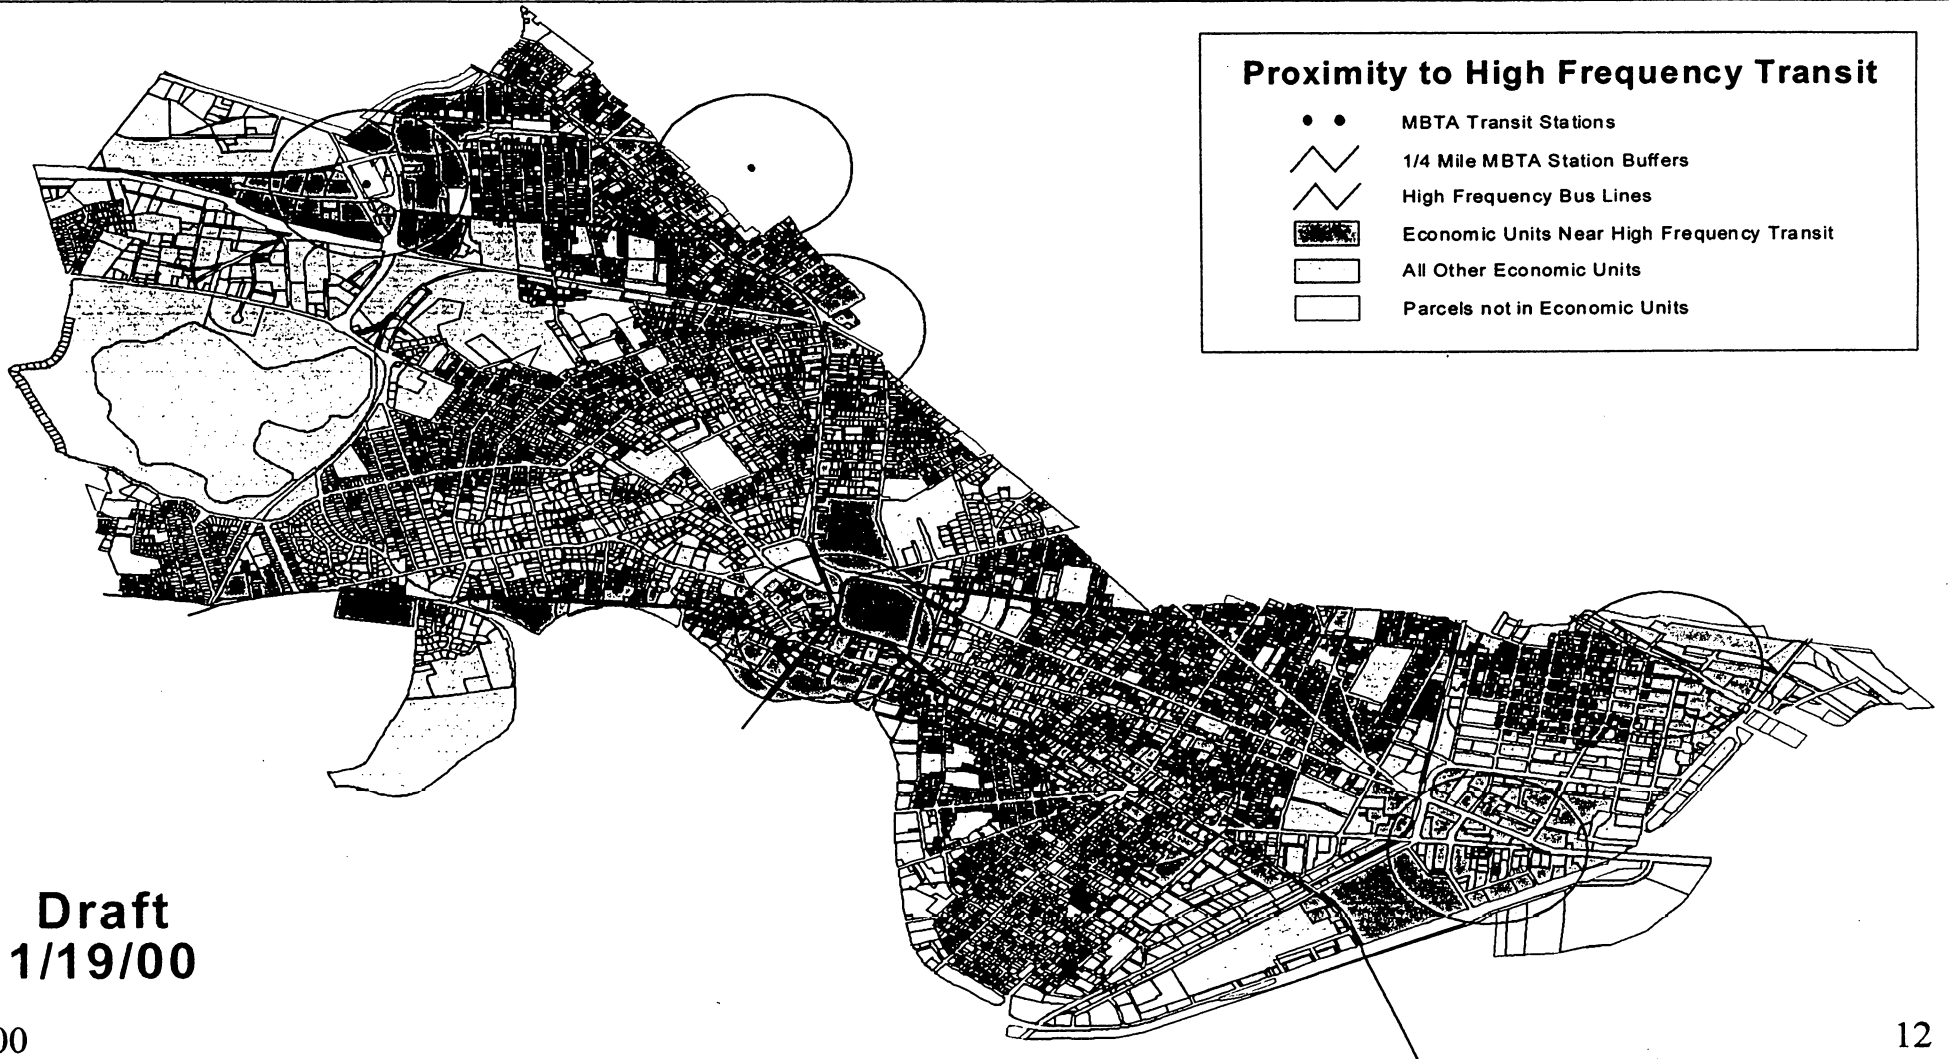 Proximity to High Frequency Transit
MBTA Transit Stations
1/4 Mile MBTA Station Buffers
High Frequency Bus Lines
Economic Units Near High Frequency Transit
All Other Economic Units
Parcels not in Economic Units
Draft
1/19/00
00
12